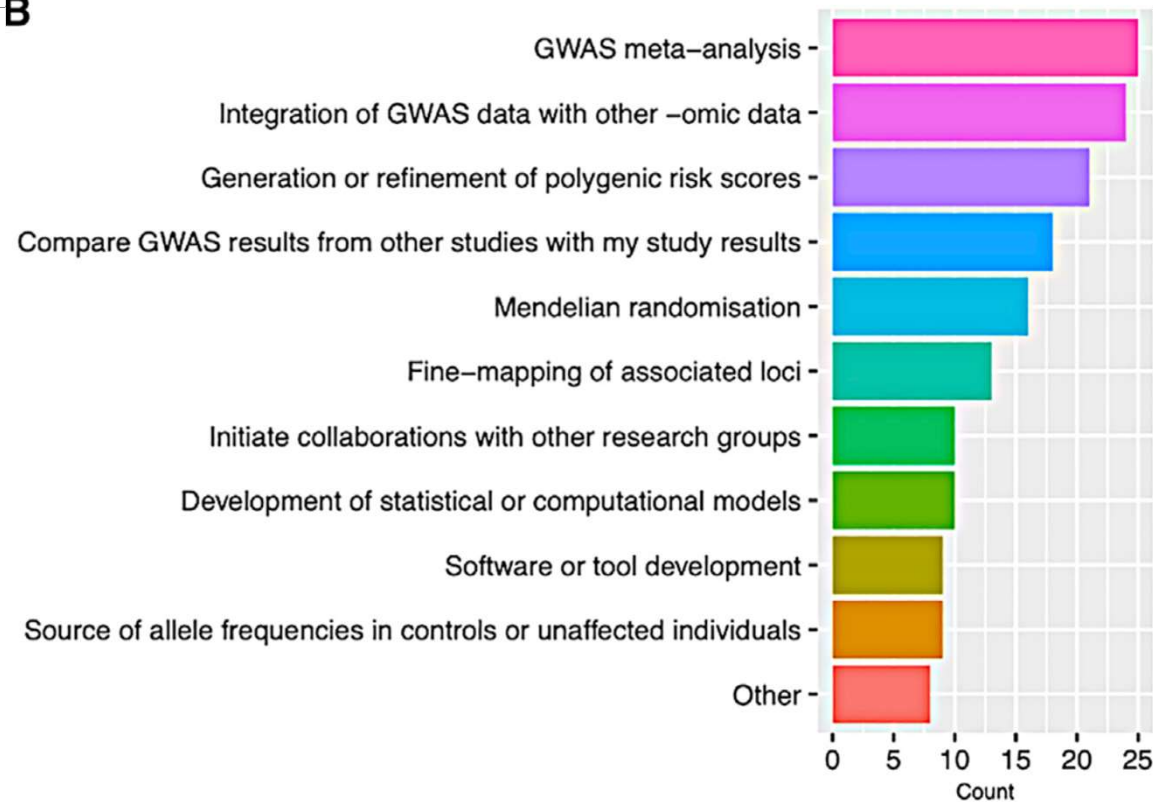 B
GWAS meta−analysis
Integration of GWAS data with other −omic data
Generation or refinement of polygenic risk scores
Compare GWAS results from other studies with my study results
Mendelian randomisation
Fine−mapping of associated loci
Initiate collaborations with other research groups
Development of statistical or computational models
Software or tool development
Source of allele frequencies in controls or unaffected individuals
Other
0 5 10 15 20 25
Count